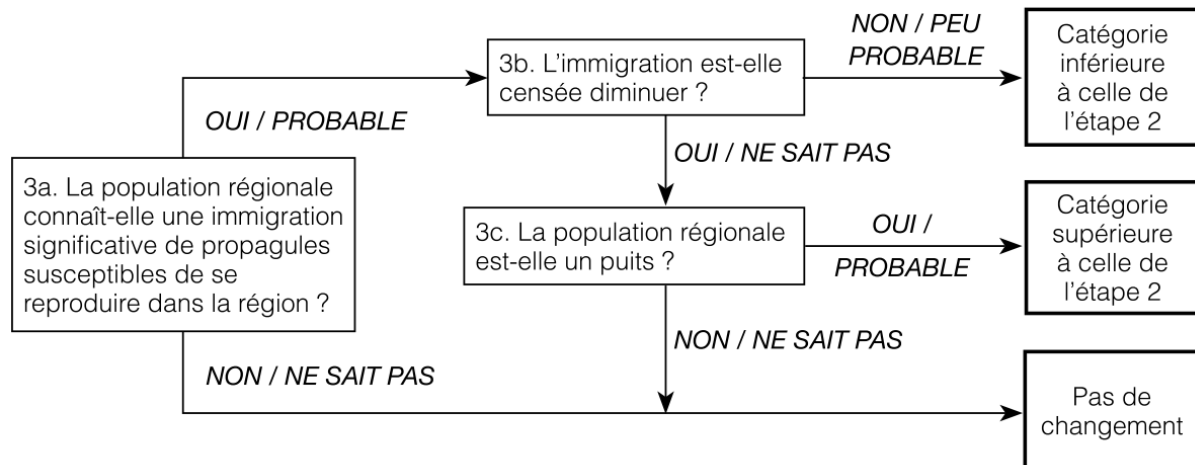 3a. La population régionale
connaît-elle une immigration
significative de propagules
susceptibles de se
reproduire dans la région ?
OUI / PROBABLE
NON / NE SAIT PAS
3b. L'immigration est-elle
censée diminuer ?
NON / PEU
PROBABLE
OUI / NE SAIT PAS
3c. La population régionale
est-elle un puits ?
OUI /
PROBABLE
NON / NE SAIT PAS
Catégorie
inférieure
à celle de
l'étape 2
Catégorie
supérieure
à celle de
l'étape 2
Pas de
changement